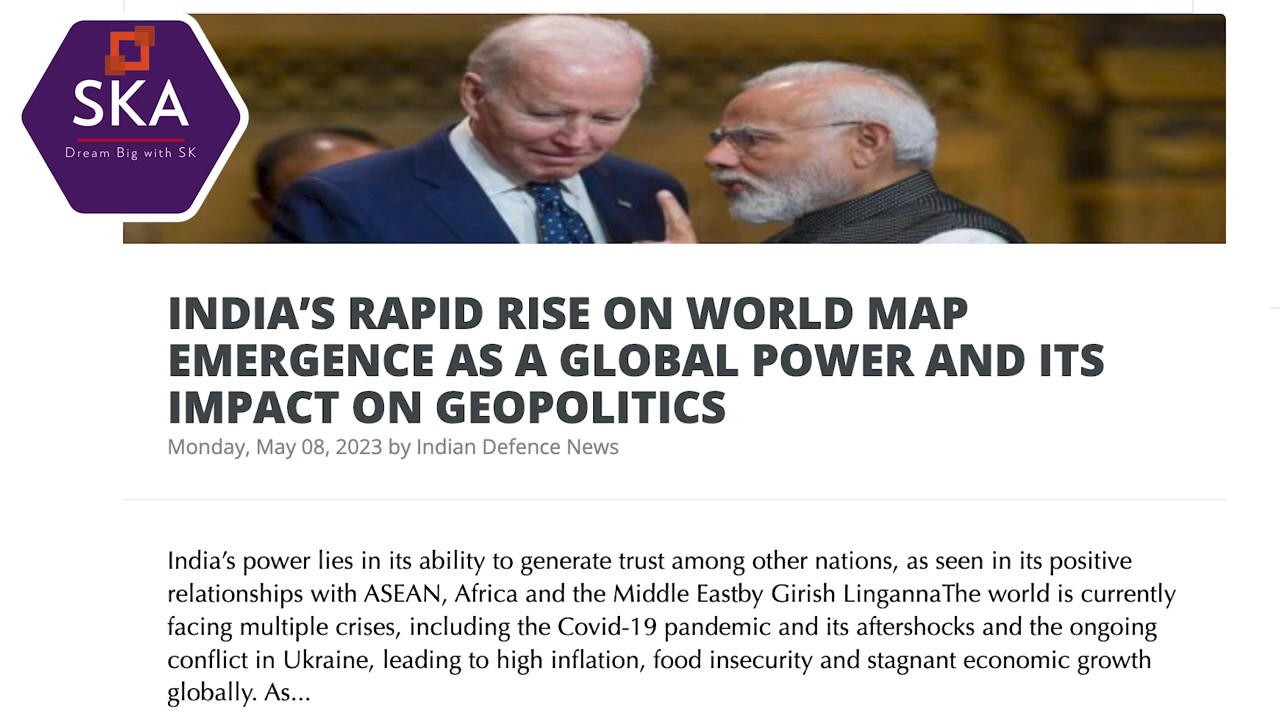 SKA
Dream Big with SK
INDIA’S RAPID RISE ON WORLD MAP
EMERGENCE AS A GLOBAL POWER AND ITS
IMPACT ON GEOPOLITICS
Monday, May 08, 2023 by Indian Defence News
India’s power lies in its ability to generate trust among other nations, as seen in its positive
relationships with ASEAN, Africa and the Middle Eastby Girish LingannaThe world is currently
facing multiple crises, including the Covid-19 pandemic and its aftershocks and the ongoing
conflict in Ukraine, leading to high inflation, food insecurity and stagnant economic growth
globally. As...